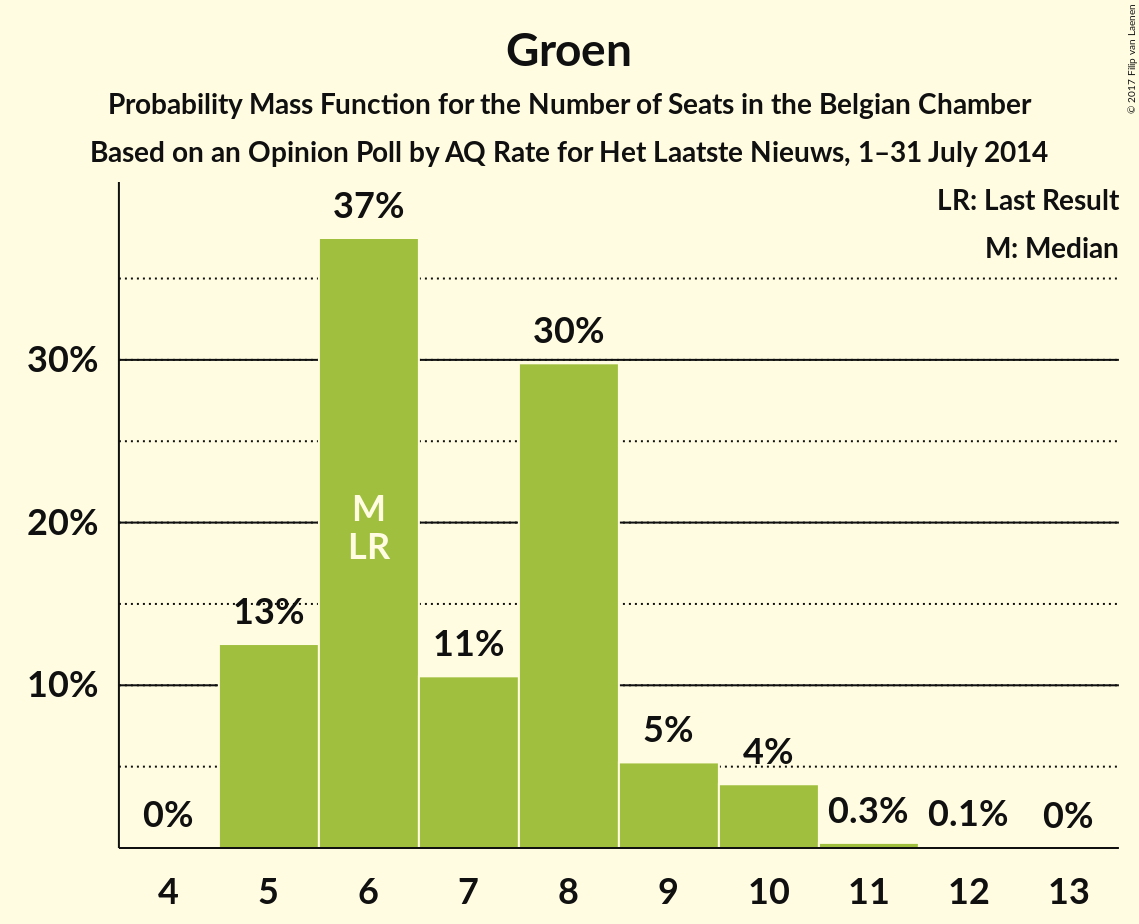 Groen
Probability Mass Function for the Number of Seats in the Belgian Chamber
Based on an Opinion Poll by AQ Rate for Het Laatste Nieuws, 1–31 July 2014
© 2017 Filip van Laenen
LR: Last Result
M: Median
37%
30%
30%
M
20%
LR
13%
11%
10%
5%
4%
0%
0.3%
0.1%
0%
4 5 6 7 8 9 10 11 12 13